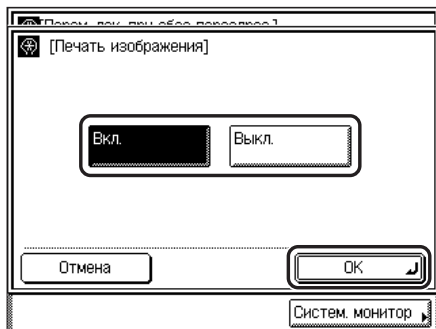 [Печать изображения]
Вкл.
Выкл.
Отмена
OK
Систем. монитор